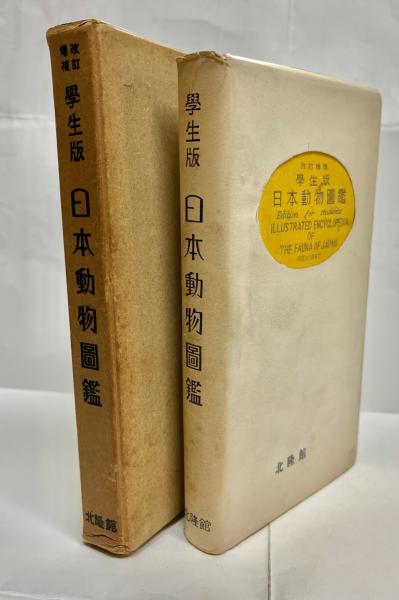 改訂
増補
學生版
日本動物圖鑑
北隆館
學生版
日本動物圖鑑
北隆館
改訂増補
學生版
日本動物圖鑑
Edition for students
ILLUSTRATED ENCYCLOPEDIA
OF
THE FAUNA OF JAPAN
北隆館